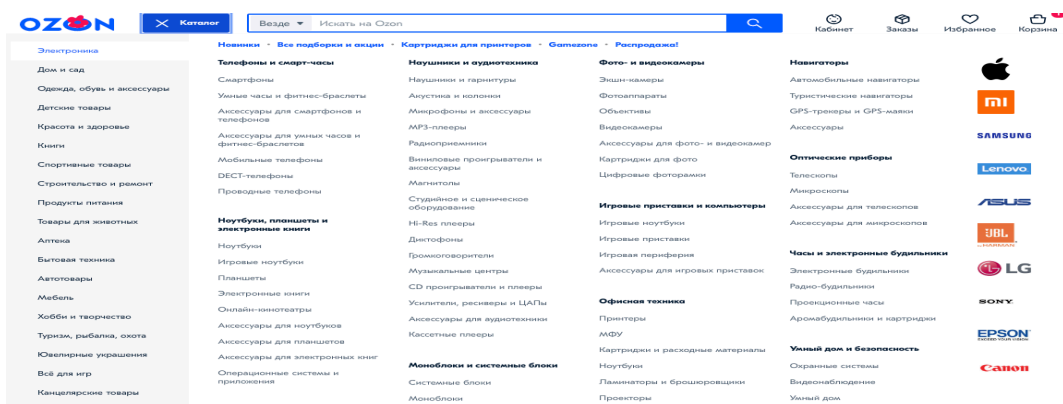 OZON
Каталог
Везде
Искать на Ozon
Кабинет
Заказы
Избранное
Корзина
Электроника
Дом и сад
Одежда, обувь и аксессуары
Детские товары
Красота и здоровье
Книги
Спортивные товары
Строительство и ремонт
Продукты питания
Товары для животных
Аптека
Бытовая техника
Автотовары
Мебель
Хобби и творчество
Туризм, рыбалка, охота
Ювелирные украшения
Всё для игр
Канцелярские товары
Новинки • Все подборки и акции • Картриджи для принтеров • Gamezone • Распродажа!
Телефоны и смарт-часы
Смартфоны
Умные часы и фитнес-браслеты
Аксессуары для смартфонов и
телефонов
Аксессуары для умных часов и
фитнес-браслетов
Мобильные телефоны
DECT-телефоны
Проводные телефоны
Ноутбуки, планшеты и
электронные книги
Ноутбуки
Игровые ноутбуки
Планшеты
Электронные книги
Онлайн-кинотеатры
Аксессуары для ноутбуков
Аксессуары для планшетов
Аксессуары для электронных книг
Операционные системы и
приложения
Наушники и аудиотехника
Наушники и гарнитуры
Акустика и колонки
Микрофоны и аксессуары
MP3-плееры
Радиоприемники
Виниловые проигрыватели и
аксессуары
Магнитолы
Студийное и сценическое
оборудование
Hi-Res плееры
Диктофоны
Громкоговорители
Музыкальные центры
CD проигрыватели и плееры
Усилители, ресиверы и ЦАПы
Аксессуары для аудиотехники
Кассетные плееры
Моноблоки и системные блоки
Системные блоки
Моноблоки
Фото- и видеокамеры
Экшн-камеры
Фотоаппараты
Объективы
Видеокамеры
Аксессуары для фото- и видеокамер
Картриджи для фото
Цифровые фоторамки
Игровые приставки и компьютеры
Игровые ноутбуки
Игровые приставки
Игровая периферия
Аксессуары для игровых приставок
Офисная техника
Принтеры
МФУ
Картриджи и расходные материалы
Ноутбуки
Ламинаторы и брошюровщики
Проекторы
Навигаторы
Автомобильные навигаторы
Туристические навигаторы
GPS-трекеры и GPS-маяки
Аксессуары
Оптические приборы
Телескопы
Микроскопы
Аксессуары для телескопов
Аксессуары для микроскопов
Часы и электронные будильники
Электронные будильники
Радио-будильники
Проекционные часы
Аромабудильники и картриджи
Умный дом и безопасность
Охранные системы
Видеонаблюдение
Умный дом
mi
SAMSUNG
Lenovo
ASUS
JBL
HARMAN
LG
SONY
EPSON
EXCEED YOUR VISION
Canon